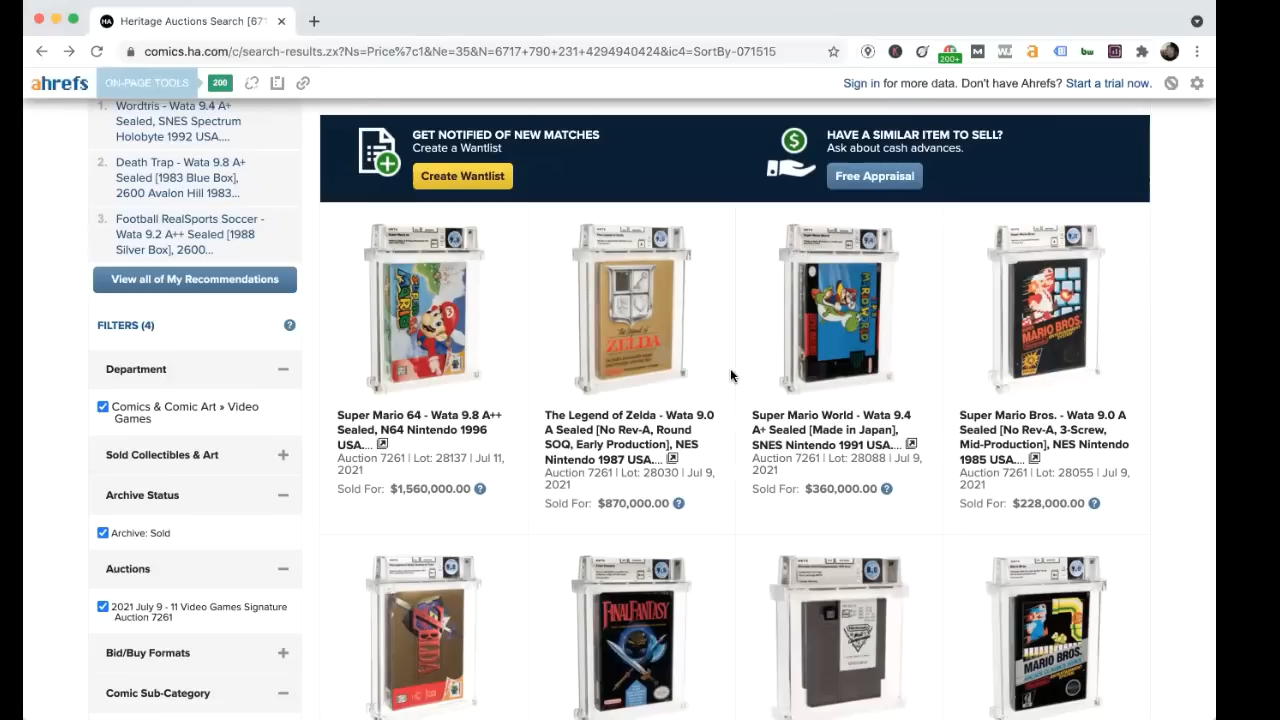 Heritage Auctions Search [671
comics.ha.com/c/search-results.zx?Ns=Price%7c1&Ne=35&N=6717+790+231+4294940424&ic4=SortBy-071515
200+
M
WU
a
bw
ahrefs
ON-PAGE TOOLS
200
Sign in for more data. Don't have Ahrefs? Start a trial now.
1. Wordtris - Wata 9.4 A+
Sealed, SNES Spectrum
Holobyte 1992 USA....
2. Death Trap - Wata 9.8 A+
Sealed [1983 Blue Box],
2600 Avalon Hill 1983...
3. Football RealSports Soccer -
Wata 9.2 A++ Sealed [1988
Silver Box], 2600...
View all of My Recommendations
FILTERS (4)
Department
Comics & Comic Art » Video
Games
Sold Collectibles & Art
Archive Status
Archive: Sold
Auctions
2021 July 9 - 11 Video Games Signature
Auction 7261
Bid/Buy Formats
Comic Sub-Category
GET NOTIFIED OF NEW MATCHES
Create a Wantlist
Create Wantlist
HAVE A SIMILAR ITEM TO SELL?
Ask about cash advances.
Free Appraisal
Super Mario 64 - Wata 9.8 A++
Sealed, N64 Nintendo 1996
USA....
Auction 7261 | Lot: 28137 | Jul 11,
2021
Sold For: $1,560,000.00
The Legend of Zelda - Wata 9.0
A Sealed [No Rev-A, Round
SOQ, Early Production], NES
Nintendo 1987 USA....
Auction 7261 | Lot: 28030 | Jul 9,
2021
Sold For: $870,000.00
Super Mario World - Wata 9.4
A+ Sealed [Made in Japan],
SNES Nintendo 1991 USA....
Auction 7261 | Lot: 28088 | Jul 9,
2021
Sold For: $360,000.00
Super Mario Bros. - Wata 9.0 A
Sealed [No Rev-A, 3-Screw,
Mid-Production], NES Nintendo
1985 USA....
Auction 7261 | Lot: 28055 | Jul 9,
2021
Sold For: $228,000.00
ZELDA
MARIO BROS.
ZELDA
FINAL FANTASY
MARIO BROS.